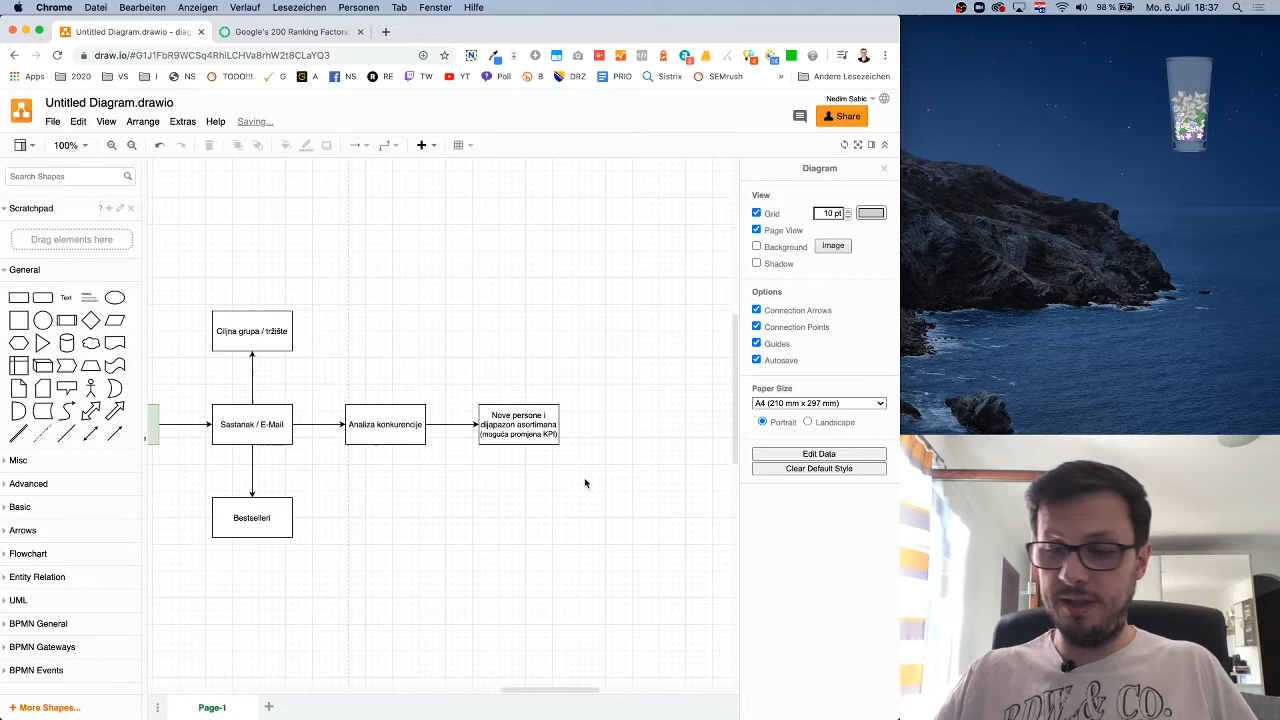 Chrome Datei Bearbeiten Anzeigen Verlauf Lesezeichen Personen Tab Fenster Hilfe
98 % Mo. 6. Juli 18:37
Untitled Diagram.drawio - diag
Google's 200 Ranking Factors:
draw.io/#G1J1FbR9WCSq4RhiLCHVa8rhW2t8CLaYQ3
Apps 2020 VS NS TODO!!! G A NS RE TW YT Poll B DRZ PRIO Sistrix SEMrush » Andere Lesezeichen
Untitled Diagram.drawio
Nedim Sabic
File Edit View Arrange Extras Help Saving...
Share
100%
Search Shapes
Diagram
Scratchpad
Drag elements here
General
Text
Misc
Advanced
Basic
Arrows
Flowchart
Entity Relation
UML
BPMN General
BPMN Gateways
BPMN Events
+ More Shapes...
Ciljna grupa / tržište
Sastanak / E-Mail
Analiza konkurencije
Nove persone i
dijapazon asortimana
(moguća promjena KPI)
Bestselleri
View
Grid 10 pt
Page View
Background Image
Shadow
Options
Connection Arrows
Connection Points
Guides
Autosave
Paper Size
A4 (210 mm x 297 mm)
Portrait Landscape
Edit Data
Clear Default Style
Page-1
& CO.